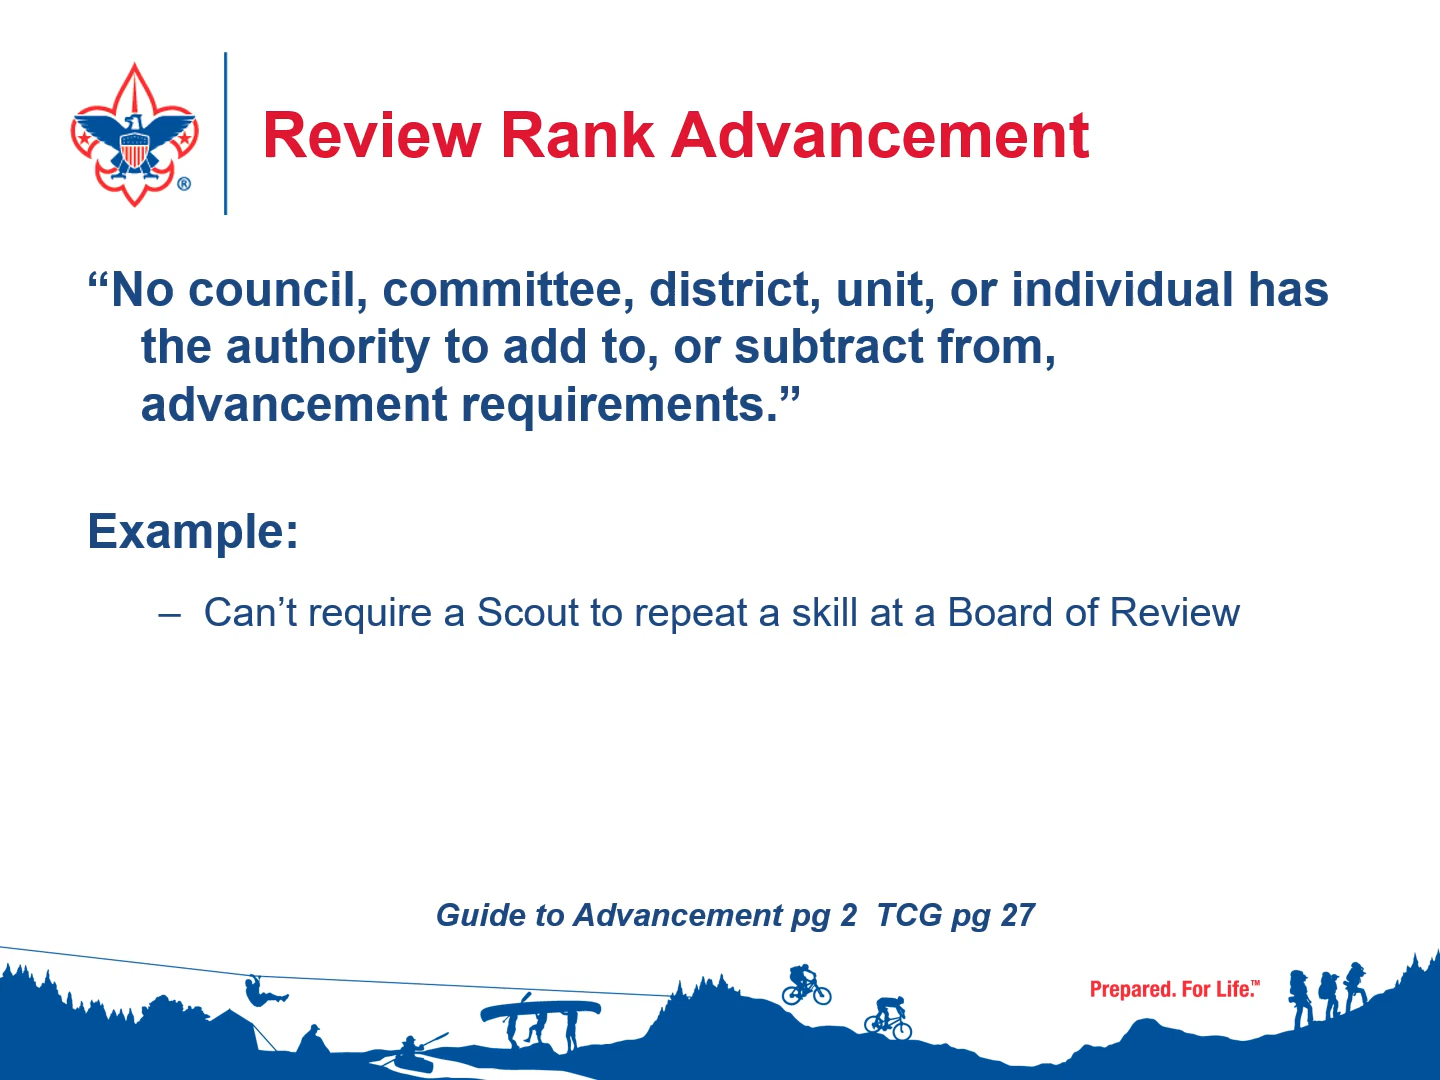 Review Rank Advancement
“No council, committee, district, unit, or individual has
the authority to add to, or subtract from,
advancement requirements.”
Example:
– Can’t require a Scout to repeat a skill at a Board of Review
Guide to Advancement pg 2  TCG pg 27
Prepared. For Life.™
®